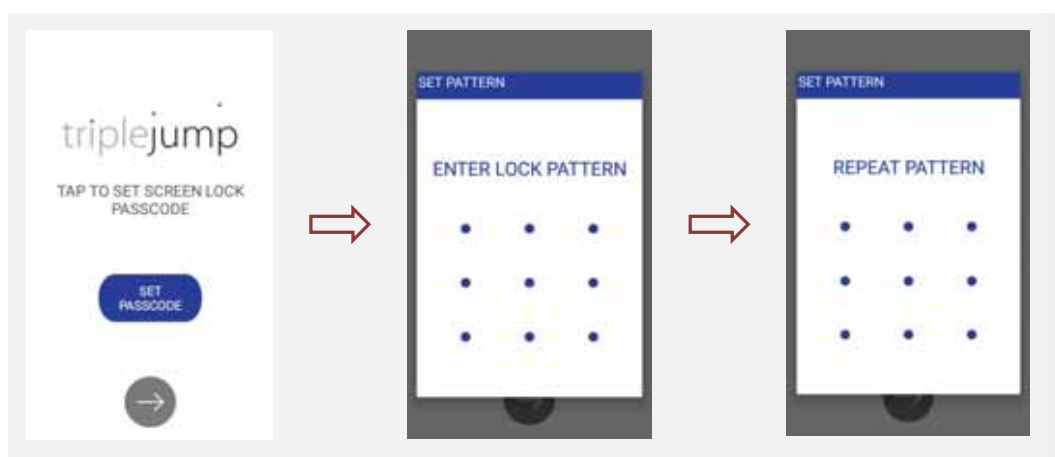 triplejump
TAP TO SET SCREEN LOCK
PASSCODE
SET
PASSCODE
SET PATTERN
ENTER LOCK PATTERN
SET PATTERN
REPEAT PATTERN